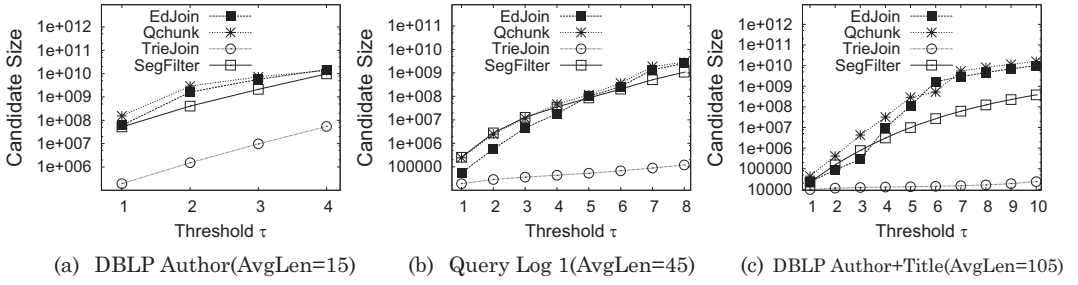 Candidate Size
1e+012
1e+011
1e+010
1e+009
1e+008
1e+007
1e+006
EdJoin
Qchunk
TrieJoin
SegFilter
1 2 3 4
Threshold τ
(a) DBLP Author(AvgLen=15)
Candidate Size
1e+011
1e+010
1e+009
1e+008
1e+007
1e+006
100000
EdJoin
Qchunk
TrieJoin
SegFilter
1 2 3 4 5 6 7 8
Threshold τ
(b) Query Log 1(AvgLen=45)
Candidate Size
1e+012
1e+011
1e+010
1e+009
1e+008
1e+007
1e+006
100000
10000
EdJoin
Qchunk
TrieJoin
SegFilter
1 2 3 4 5 6 7 8 9 10
Threshold τ
(c) DBLP Author+Title(AvgLen=105)